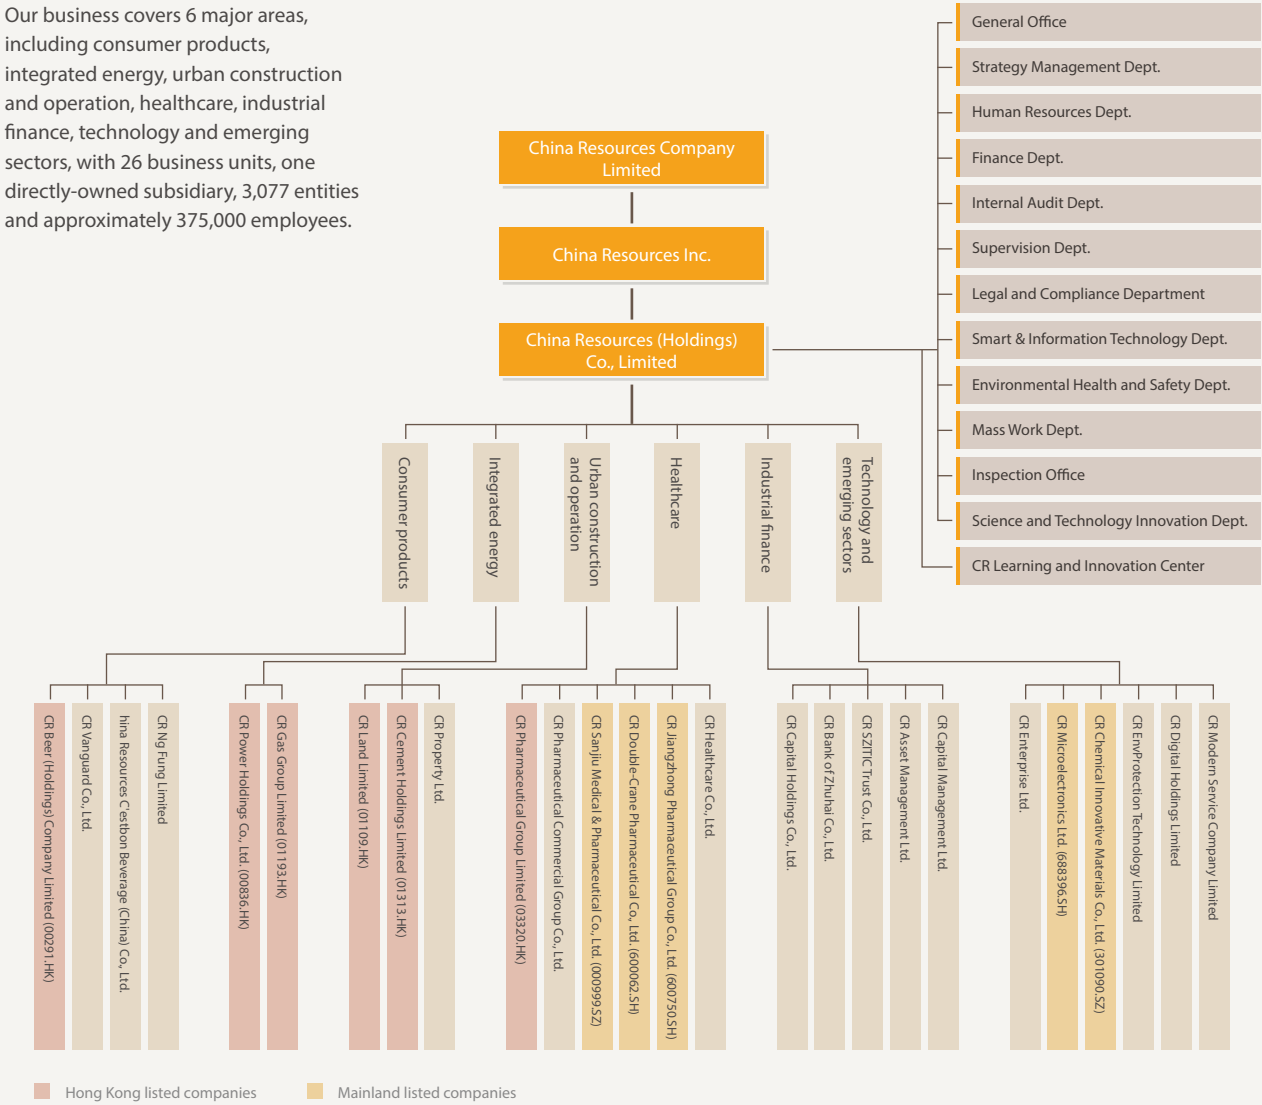 Our business covers 6 major areas,
including consumer products,
integrated energy, urban construction
and operation, healthcare, industrial
finance, technology and emerging
sectors, with 26 business units, one
directly-owned subsidiary, 3,077 entities
and approximately 375,000 employees.
China Resources Company
Limited
China Resources Inc.
China Resources (Holdings)
Co., Limited
General Office
Strategy Management Dept.
Human Resources Dept.
Finance Dept.
Internal Audit Dept.
Supervision Dept.
Legal and Compliance Department
Smart & Information Technology Dept.
Environmental Health and Safety Dept.
Mass Work Dept.
Inspection Office
Science and Technology Innovation Dept.
CR Learning and Innovation Center
Consumer products
Integrated energy
Urban construction
and operation
Healthcare
Industrial finance
Technology and
emerging sectors
CR Beer (Holdings) Company Limited (00291.HK)
CR Vanguard Co., Ltd.
hina Resources C'estbon Beverage (China) Co., Ltd.
CR Ng Fung Limited
CR Power Holdings Co., Ltd. (00836.HK)
CR Gas Group Limited (01193.HK)
CR Land Limited (01109.HK)
CR Cement Holdings Limited (01313.HK)
CR Property Ltd.
CR Pharmaceutical Group Limited (03320.HK)
CR Pharmaceutical Commercial Group Co., Ltd.
CR Sanjiu Medical & Pharmaceutical Co., Ltd. (000999.SZ)
CR Double-Crane Pharmaceutical Co., Ltd. (600062.SH)
CR Jiangzhong Pharmaceutical Group Co., Ltd. (600750.SH)
CR Healthcare Co., Ltd.
CR Capital Holdings Co., Ltd.
CR Bank of Zhuhai Co., Ltd.
CR SZITIC Trust Co., Ltd.
CR Asset Management Ltd.
CR Capital Management Ltd.
CR Enterprise Ltd.
CR Microelectronics Ltd. (688396.SH)
CR Chemical Innovative Materials Co., Ltd. (301090.SZ)
CR EnvProtection Technology Limited
CR Digital Holdings Limited
CR Modern Service Company Limited
Hong Kong listed companies
Mainland listed companies